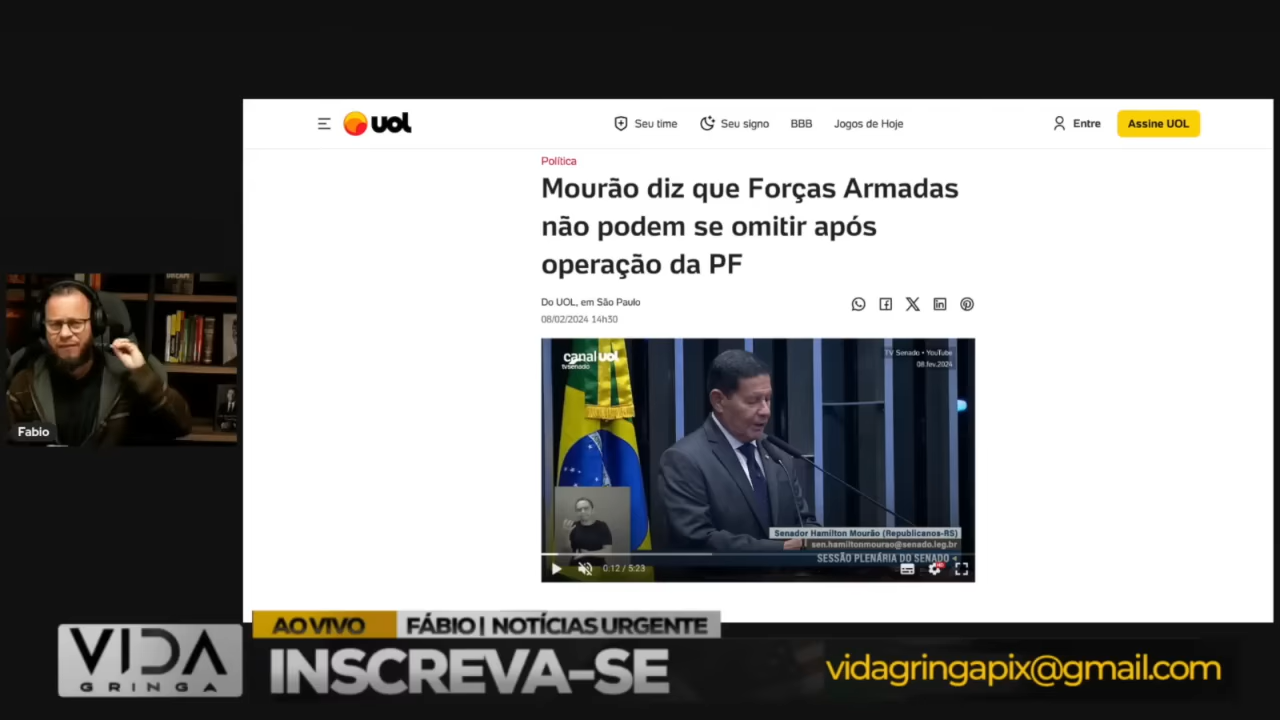 uol
Seu time
Seu signo
BBB
Jogos de Hoje
Entre
Assine UOL
Política
Mourão diz que Forças Armadas
não podem se omitir após
operação da PF
Do UOL, em São Paulo
08/02/2024 14h30
canal uol
tvsenado
TV Senado • YouTube
08.fev.2024
Senador Hamilton Mourão (Republicanos-RS)
sen.hamiltonmourao@senado.leg.br
SESSÃO PLENÁRIA DO SENADO
0:12 / 5:23
Fabio
AO VIVO
FÁBIO | NOTÍCIAS URGENTE
VIDA
GRINGA
INSCREVA-SE
vidagringapix@gmail.com